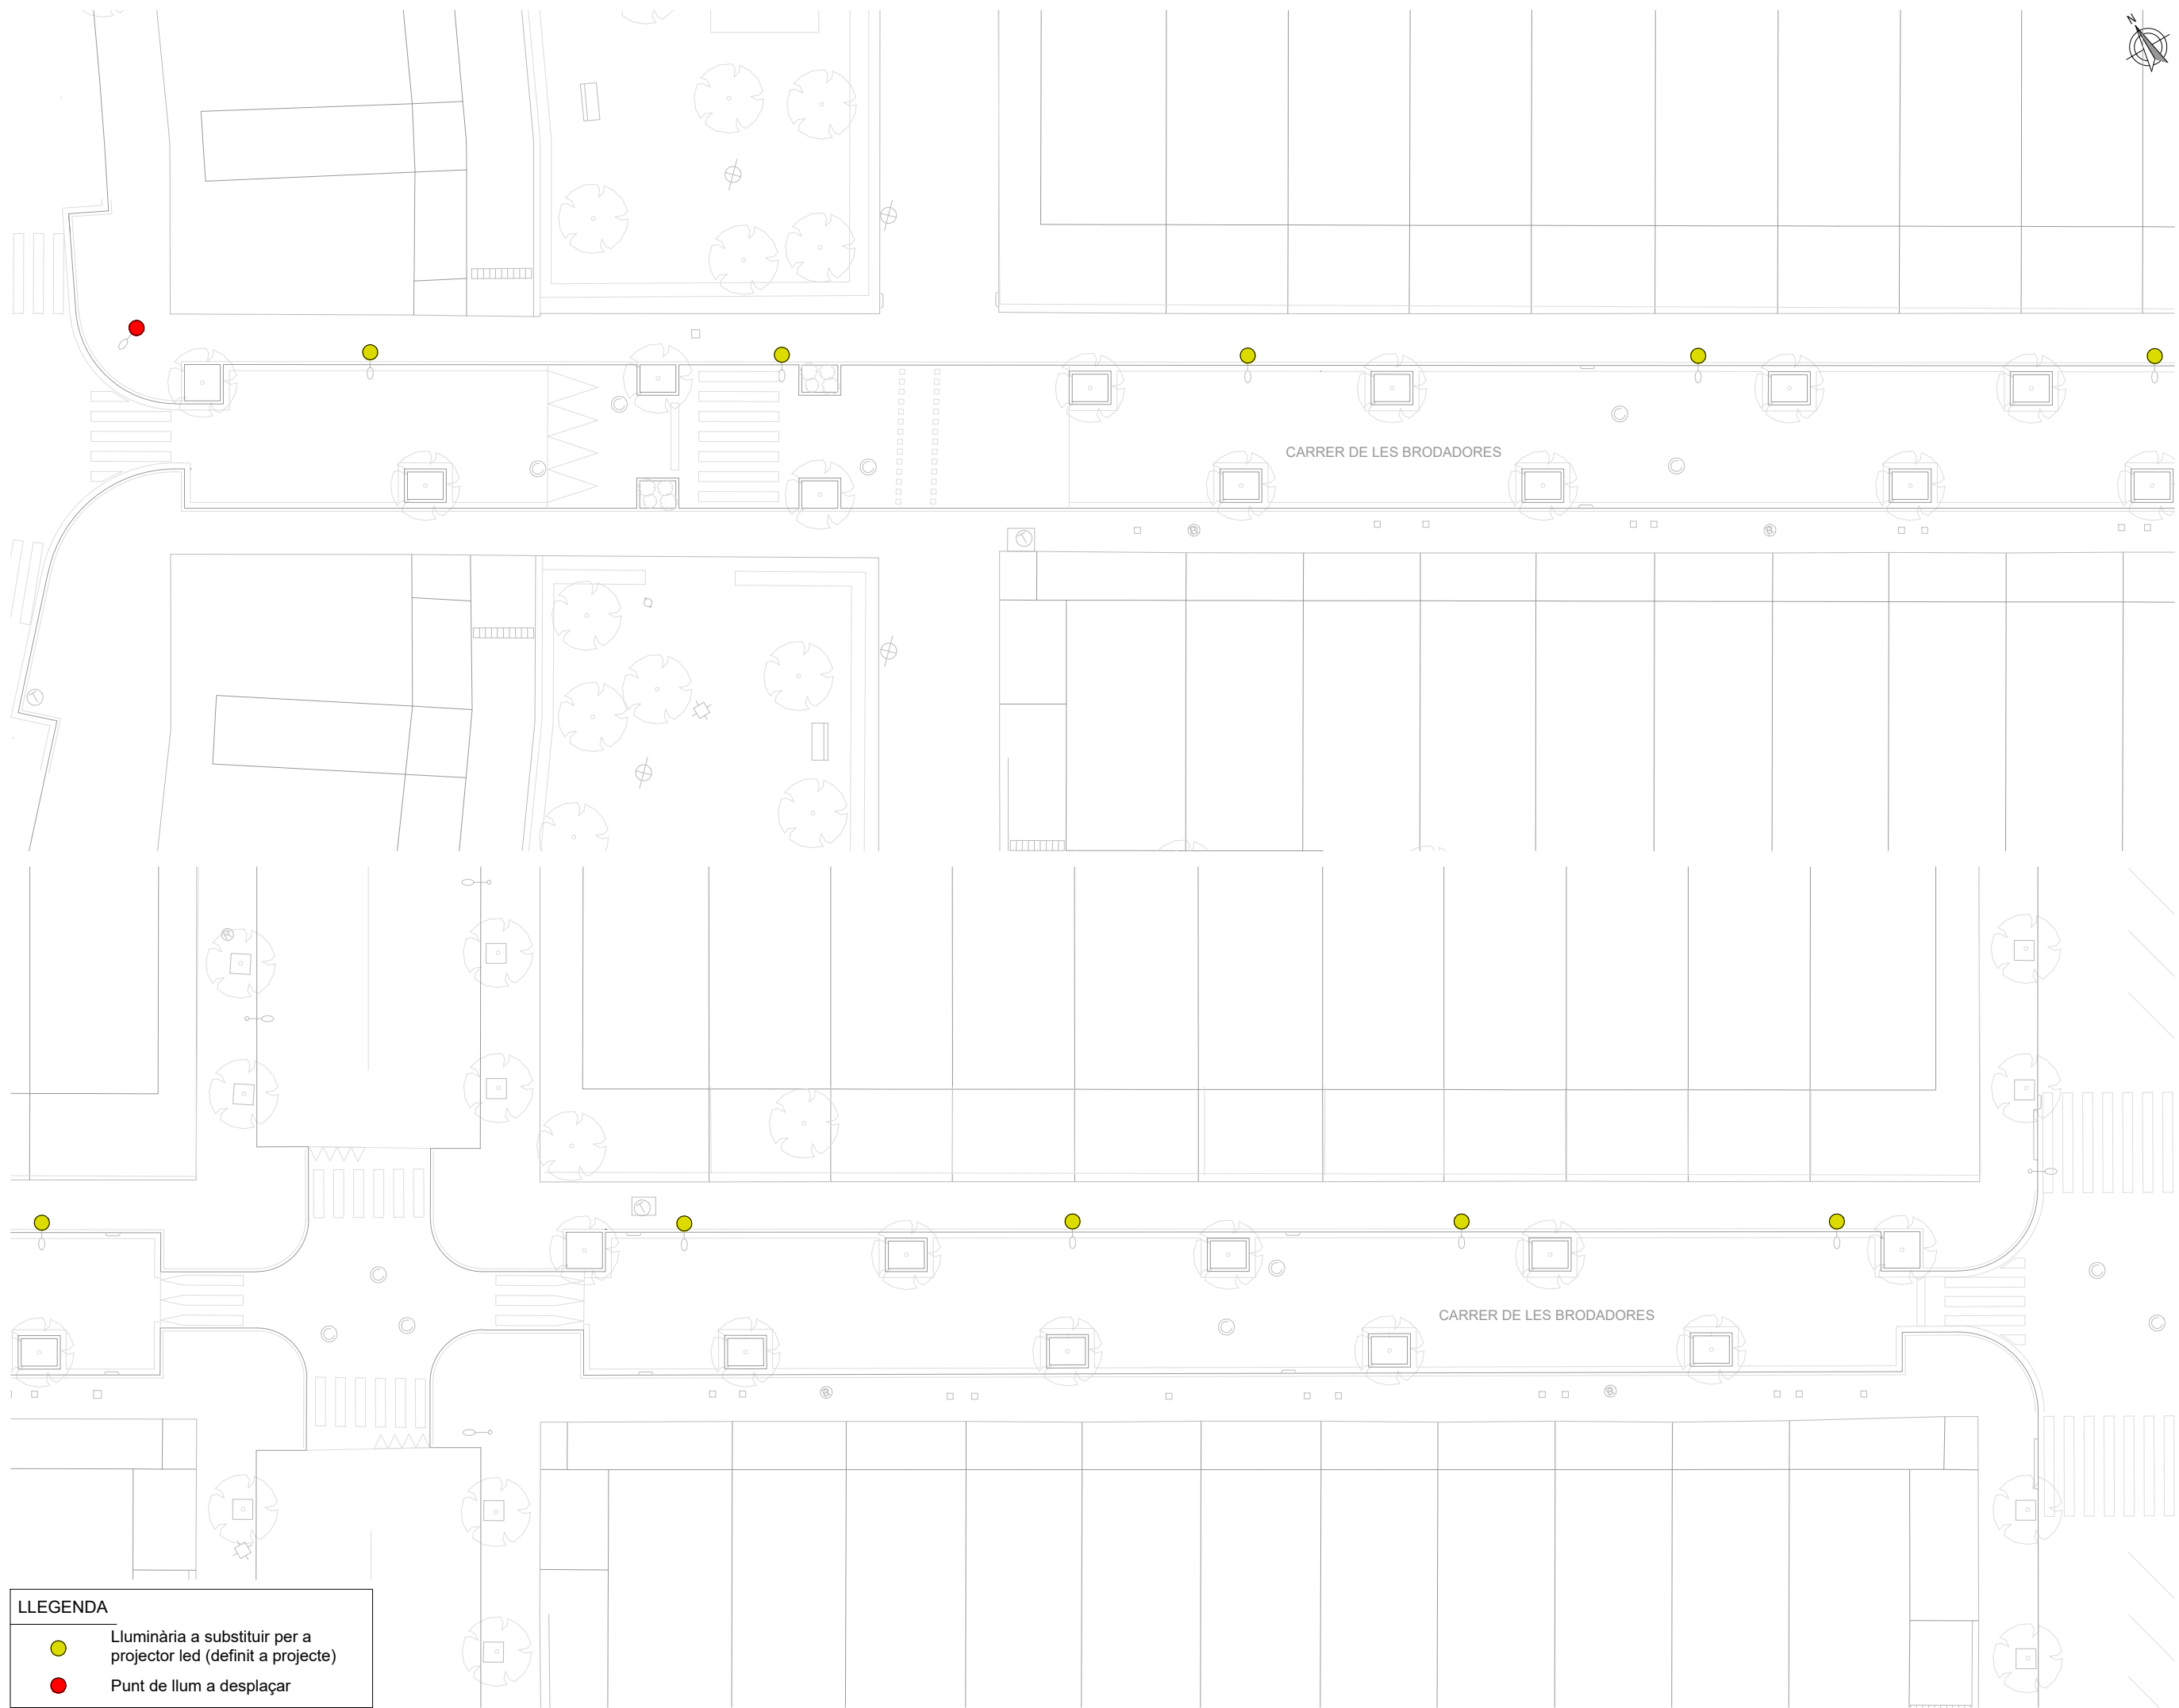 N
CARRER DE LES BRODADORES
CARRER DE LES BRODADORES
LLEGENDA
Lluminària a substituir per a
projector led (definit a projecte)
Punt de llum a desplaçar